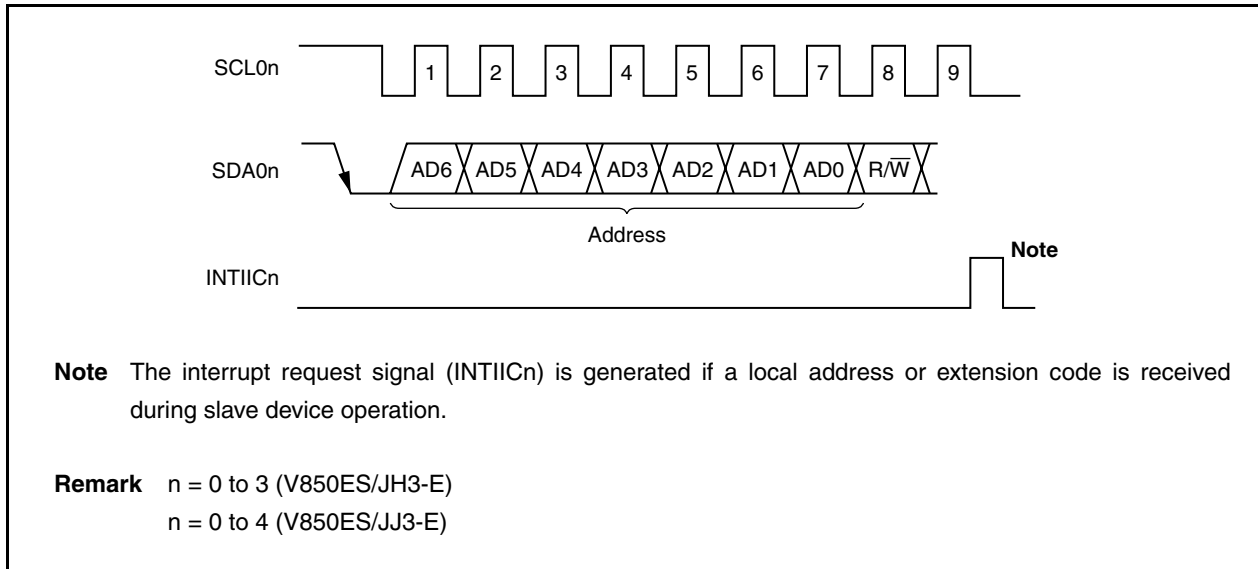 SCL0n
1 2 3 4 5 6 7 8 9
SDA0n
AD6 AD5 AD4 AD3 AD2 AD1 AD0 R/W̅
Address
Note
INTIICn
Note The interrupt request signal (INTIICn) is generated if a local address or extension code is received
during slave device operation.
Remark n = 0 to 3 (V850ES/JH3-E)
n = 0 to 4 (V850ES/JJ3-E)